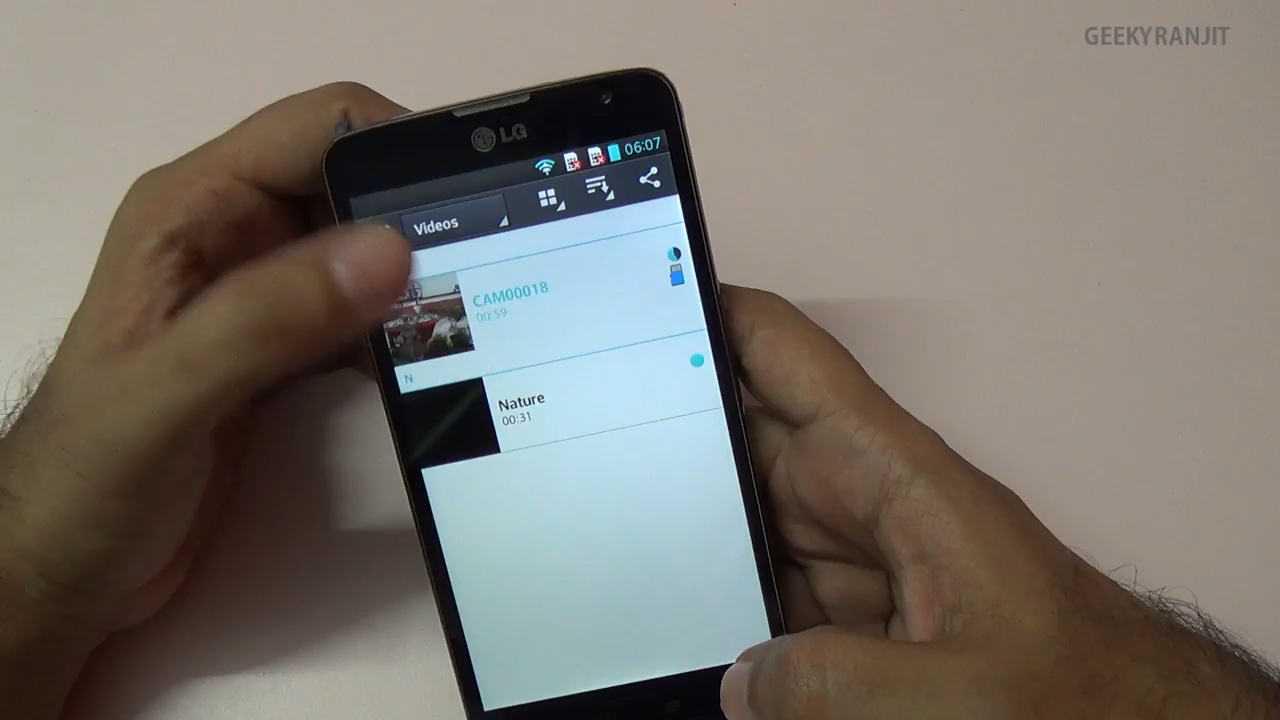 GEEKYRANJIT
LG
06:07
Videos
CAM00018
00:59
N
Nature
00:31